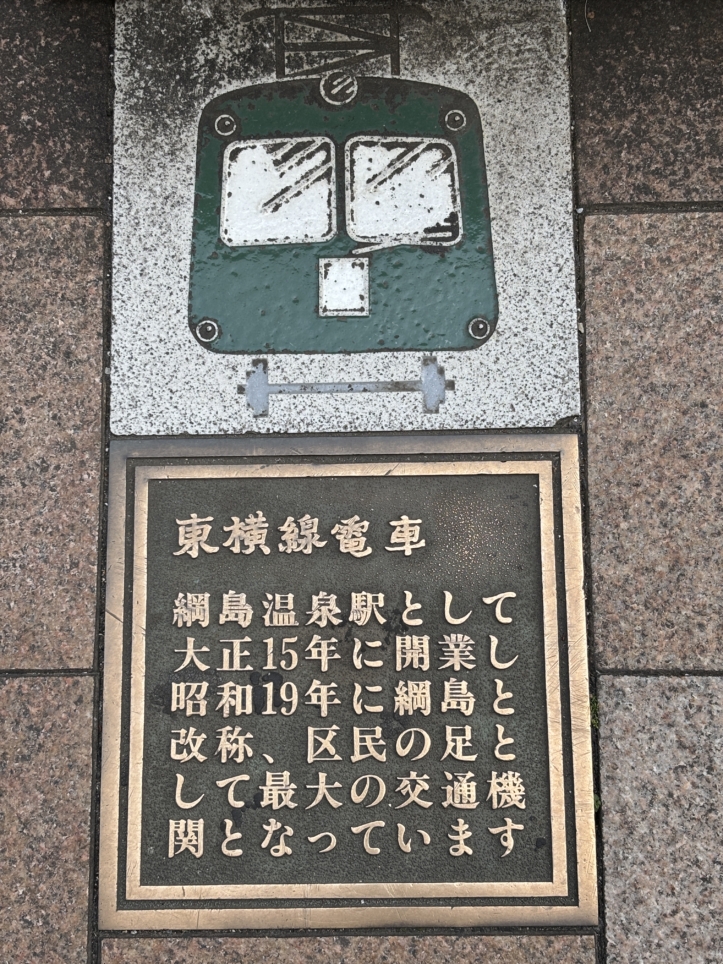 東横線電車
綱島温泉駅として
大正15年に開業し
昭和19年に綱島と
改称、区民の足と
して最大の交通機
関となっています